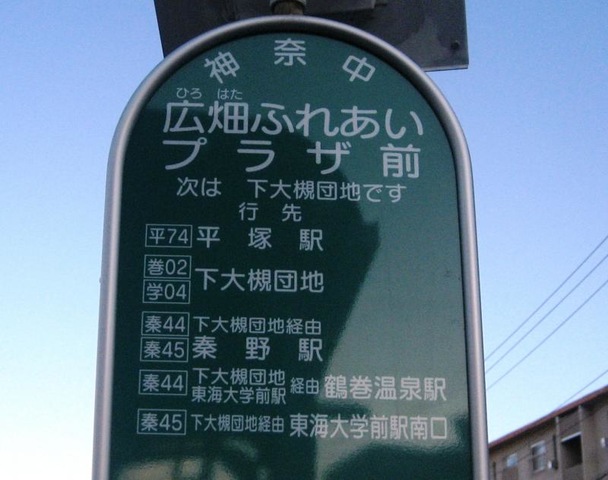 神奈中
ひろ はた
広畑ふれあい
プラザ前
次は 下大槻団地です
行先
平74 平塚駅
巻02
学04 下大槻団地
秦44 下大槻団地経由
秦45 秦野駅
秦44 下大槻団地 東海大学前駅 経由 鶴巻温泉駅
秦45 下大槻団地経由 東海大学前駅南口